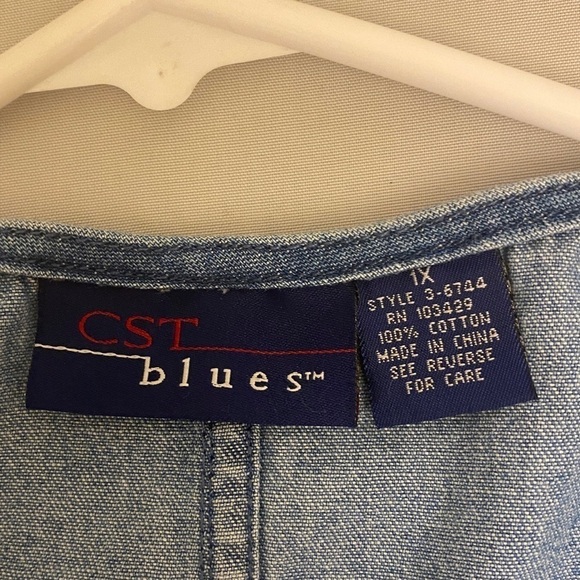 CST
blues™
1X
STYLE 3-6744
RN 103429
100% COTTON
MADE IN CHINA
SEE REVERSE
FOR CARE